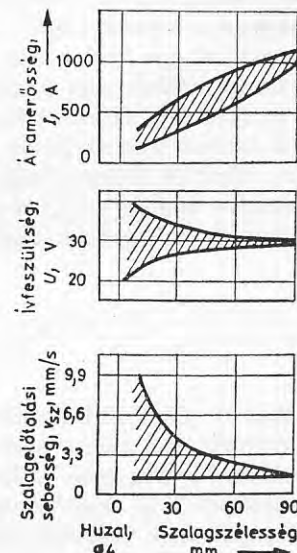 Áramerősség,
I, A
1000
500
0
Ívfeszültség,
U, V
30
20
Szalagelőtolási
sebesség, vsz, mm/s
9,9
6,6
3,3
0
0 30 60 90
Huzal, Szalagszélesség
ø4 mm